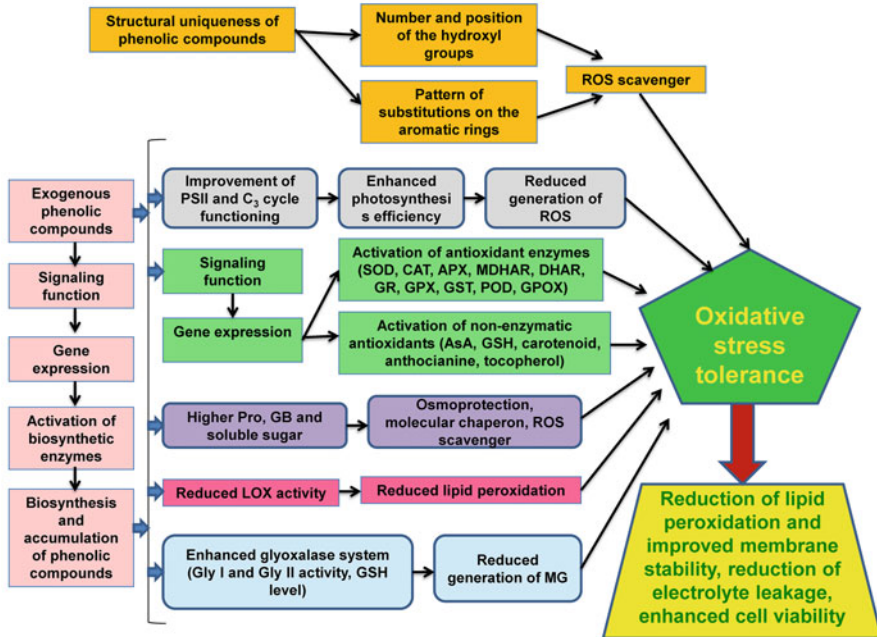 Structural uniqueness of
phenolic compounds
Number and position
of the hydroxyl
groups
Pattern of
substitutions on the
aromatic rings
ROS scavenger
Exogenous
phenolic
compounds
Signaling
function
Gene
expression
Activation of
biosynthetic
enzymes
Biosynthesis and
accumulation of
phenolic
compounds
Improvement of
PSII and C₃ cycle
functioning
Enhanced
photosynthesi
s efficiency
Reduced
generation of
ROS
Signaling
function
Gene expression
Activation of antioxidant enzymes
(SOD, CAT, APX, MDHAR, DHAR,
GR, GPX, GST, POD, GPOX)
Activation of non-enzymatic
antioxidants (AsA, GSH, carotenoid,
anthocianine, tocopherol)
Higher Pro, GB and
soluble sugar
Osmoprotection,
molecular chaperon, ROS
scavenger
Reduced LOX activity
Reduced lipid peroxidation
Enhanced glyoxalase system
(Gly I and Gly II activity, GSH
level)
Reduced
generation of MG
Oxidative
stress
tolerance
Reduction of lipid
peroxidation and
improved membrane
stability, reduction of
electrolyte leakage,
enhanced cell viability